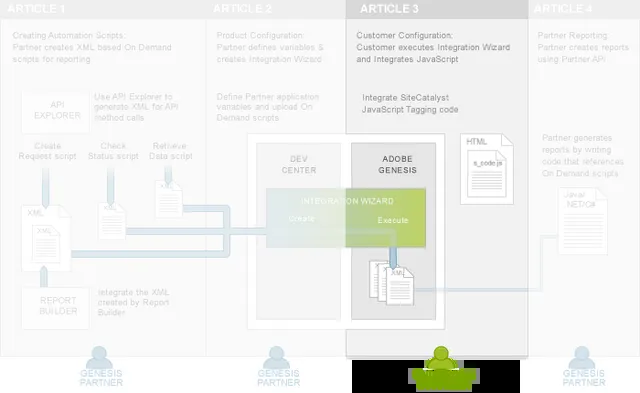 ARTICLE 1
Creating Automation Scripts:
Partner creates XML based On Demand
scripts for reporting
API
EXPLORER
Use API Explorer to
generate XML for API
method calls
Create
Request script
Check
Status script
Retrieve
Data script
XML
XML
XML
XML
REPORT
BUILDER
Integrate the XML
created by Report
Builder
GENESIS
PARTNER
ARTICLE 2
Product Configuration:
Partner defines variables &
creates Integration Wizard
Define Partner application
variables and upload On
Demand scripts
DEV
CENTER
INTEGRATION WIZARD
Create
Execute
GENESIS
PARTNER
ARTICLE 3
Customer Configuration:
Customer executes Integration Wizard
and Integrates JavaScript
Integrate SiteCatalyst
JavaScript Tagging code
ADOBE
GENESIS
XML
HTML
s_code.js
ARTICLE 4
Partner Reporting:
Partner creates reports
using Partner API
Partner generates
reports by writing
code that references
On Demand scripts
Java/
.NET/C#
GENESIS
PARTNER